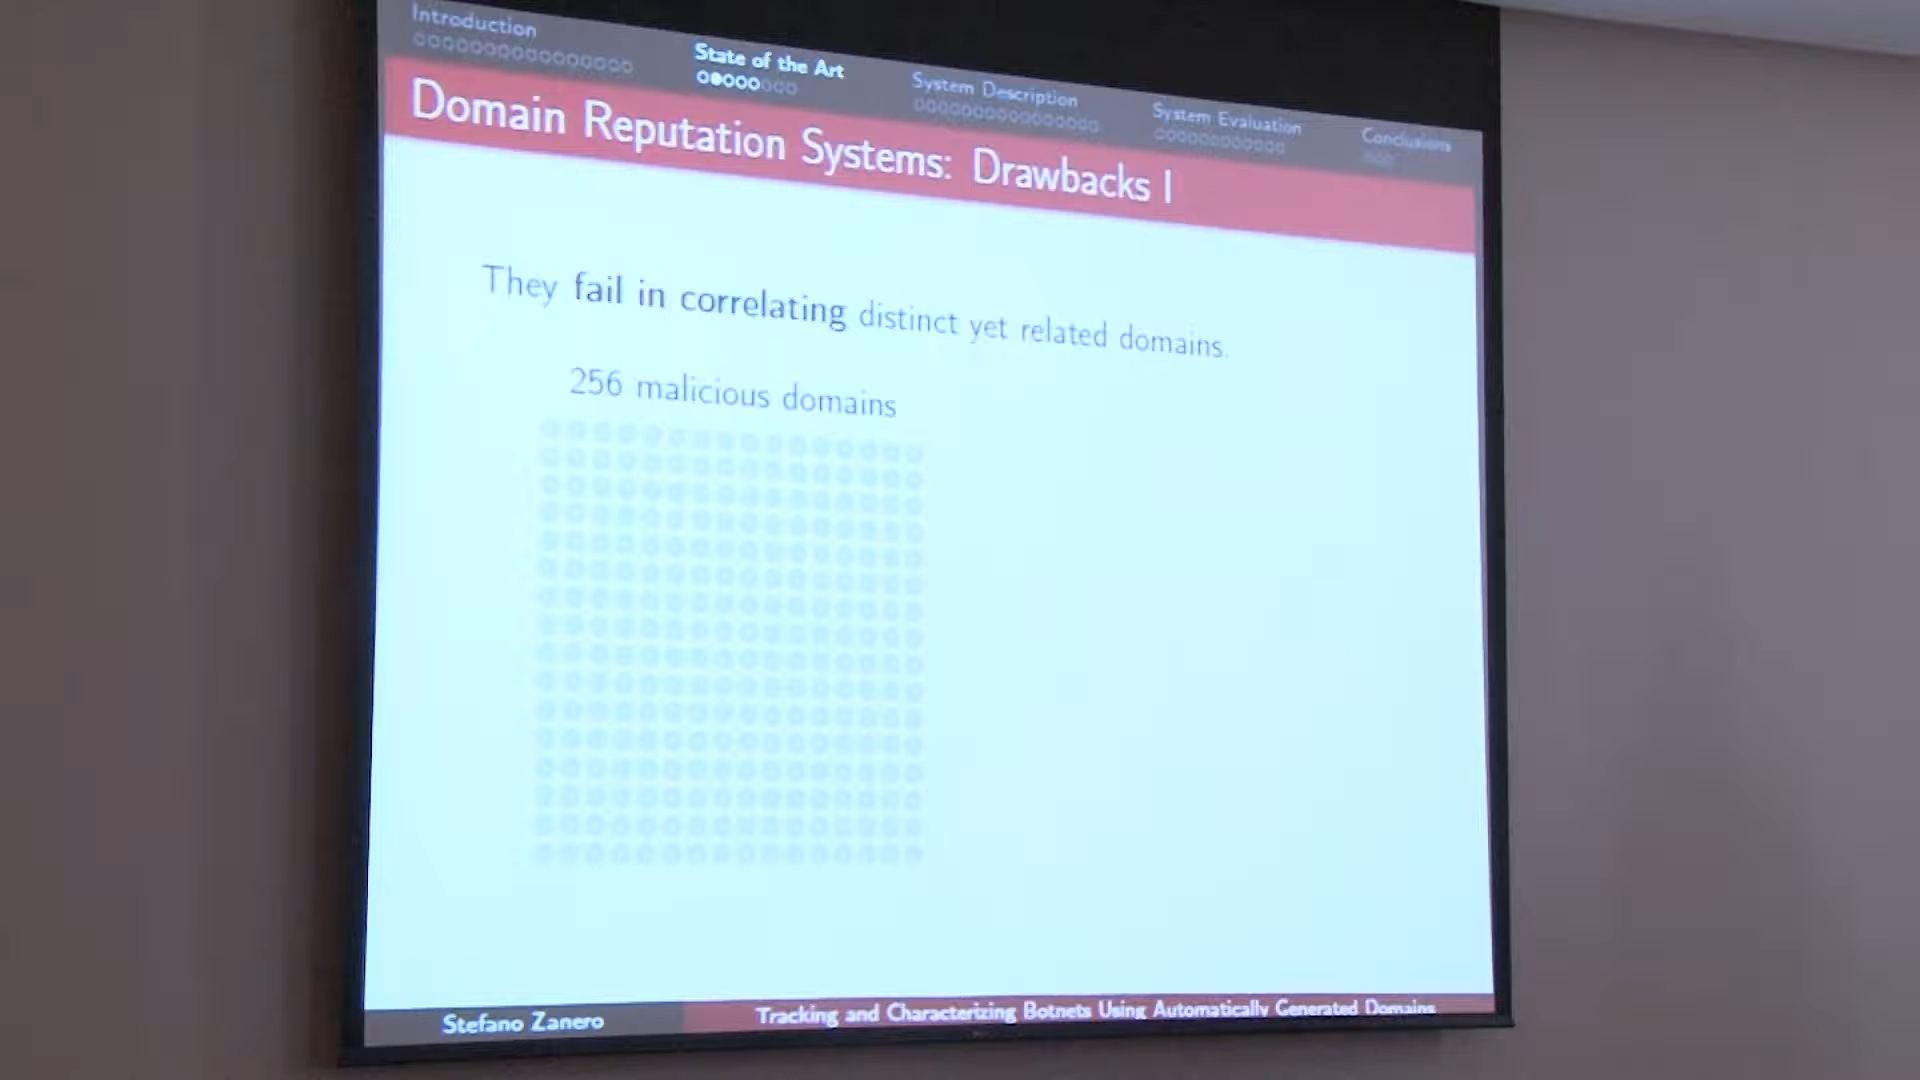 Introduction
State of the Art
System Description
System Evaluation
Conclusions
Domain Reputation Systems: Drawbacks I
They fail in correlating distinct yet related domains.
256 malicious domains
Stefano Zanero
Tracking and Characterizing Botnets Using Automatically Generated Domains